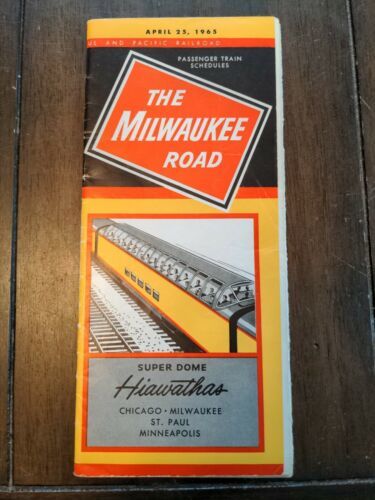 APRIL 25, 1965
UL AND PACIFIC RAILROAD
PASSENGER TRAIN
SCHEDULES
THE
MILWAUKEE
ROAD
SUPER DOME
Hiawathas
CHICAGO • MILWAUKEE
ST. PAUL
MINNEAPOLIS